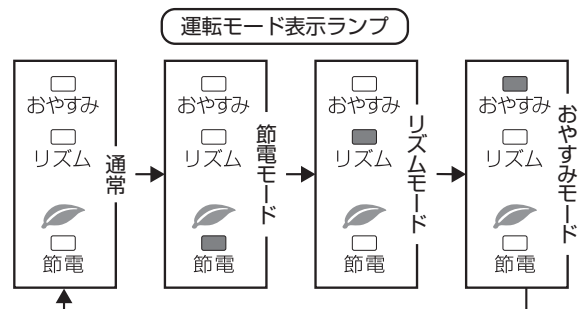 運転モード表示ランプ
おやすみ
リズム
節電
通常
おやすみ
リズム
節電
節電モード
おやすみ
リズム
節電
リズムモード
おやすみ
リズム
節電
おやすみモード